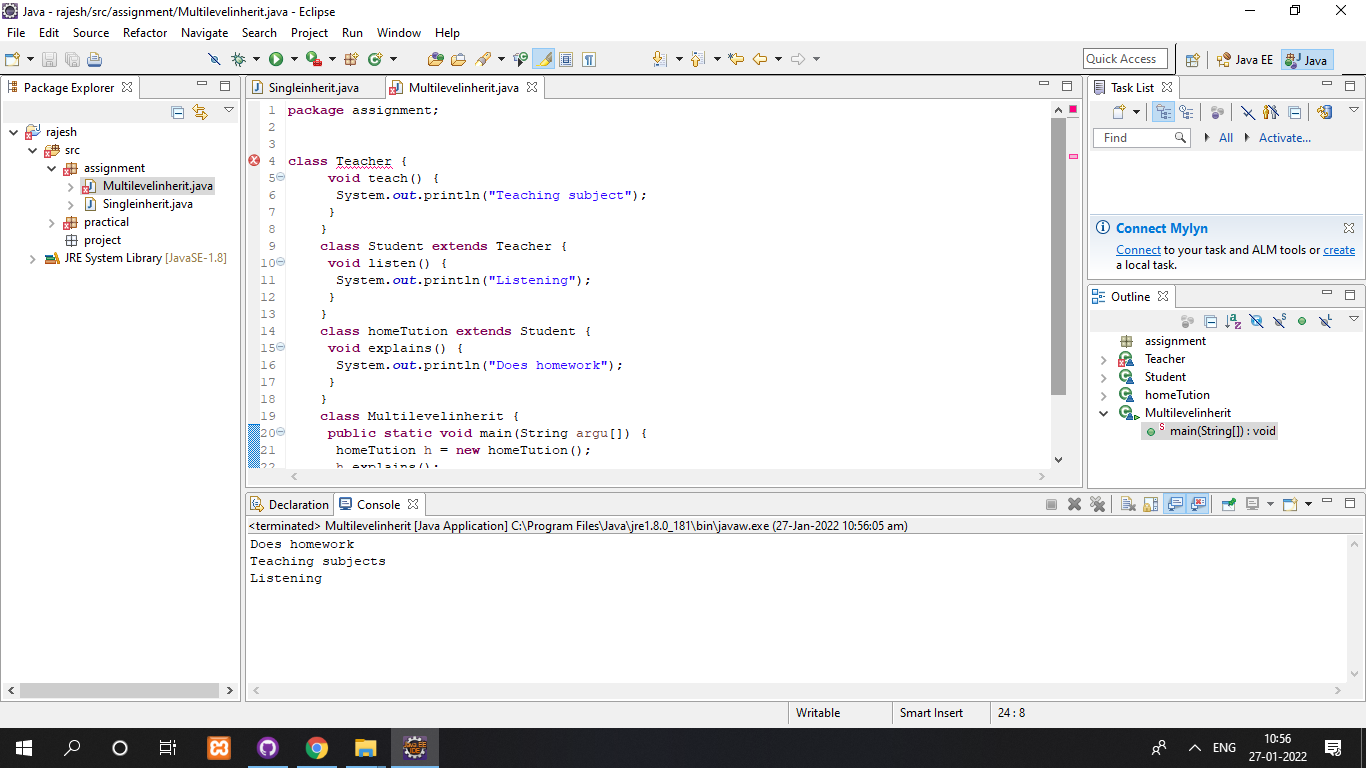 Java - rajesh/src/assignment/Multilevelinherit.java - Eclipse
File Edit Source Refactor Navigate Search Project Run Window Help
Quick Access Java EE Java
Package Explorer
rajesh
src
assignment
Multilevelinherit.java
Singleinherit.java
practical
project
JRE System Library [JavaSE-1.8]
Singleinherit.java Multilevelinherit.java
1 package assignment;
2
3
4 class Teacher {
5 void teach() {
6 System.out.println("Teaching subject");
7 }
8 }
9 class Student extends Teacher {
10 void listen() {
11 System.out.println("Listening");
12 }
13 }
14 class homeTution extends Student {
15 void explains() {
16 System.out.println("Does homework");
17 }
18 }
19 class Multilevelinherit {
20 public static void main(String argu[]) {
21 homeTution h = new homeTution();
22 h.explains();
Task List
Find All Activate...
Connect Mylyn
Connect to your task and ALM tools or create
a local task.
Outline
assignment
Teacher
Student
homeTution
Multilevelinherit
main(String[]) : void
Declaration Console
<terminated> Multilevelinherit [Java Application] C:\Program Files\Java\jre1.8.0_181\bin\javaw.exe (27-Jan-2022 10:56:05 am)
Does homework
Teaching subjects
Listening
Writable Smart Insert 24 : 8
ENG
10:56
27-01-2022